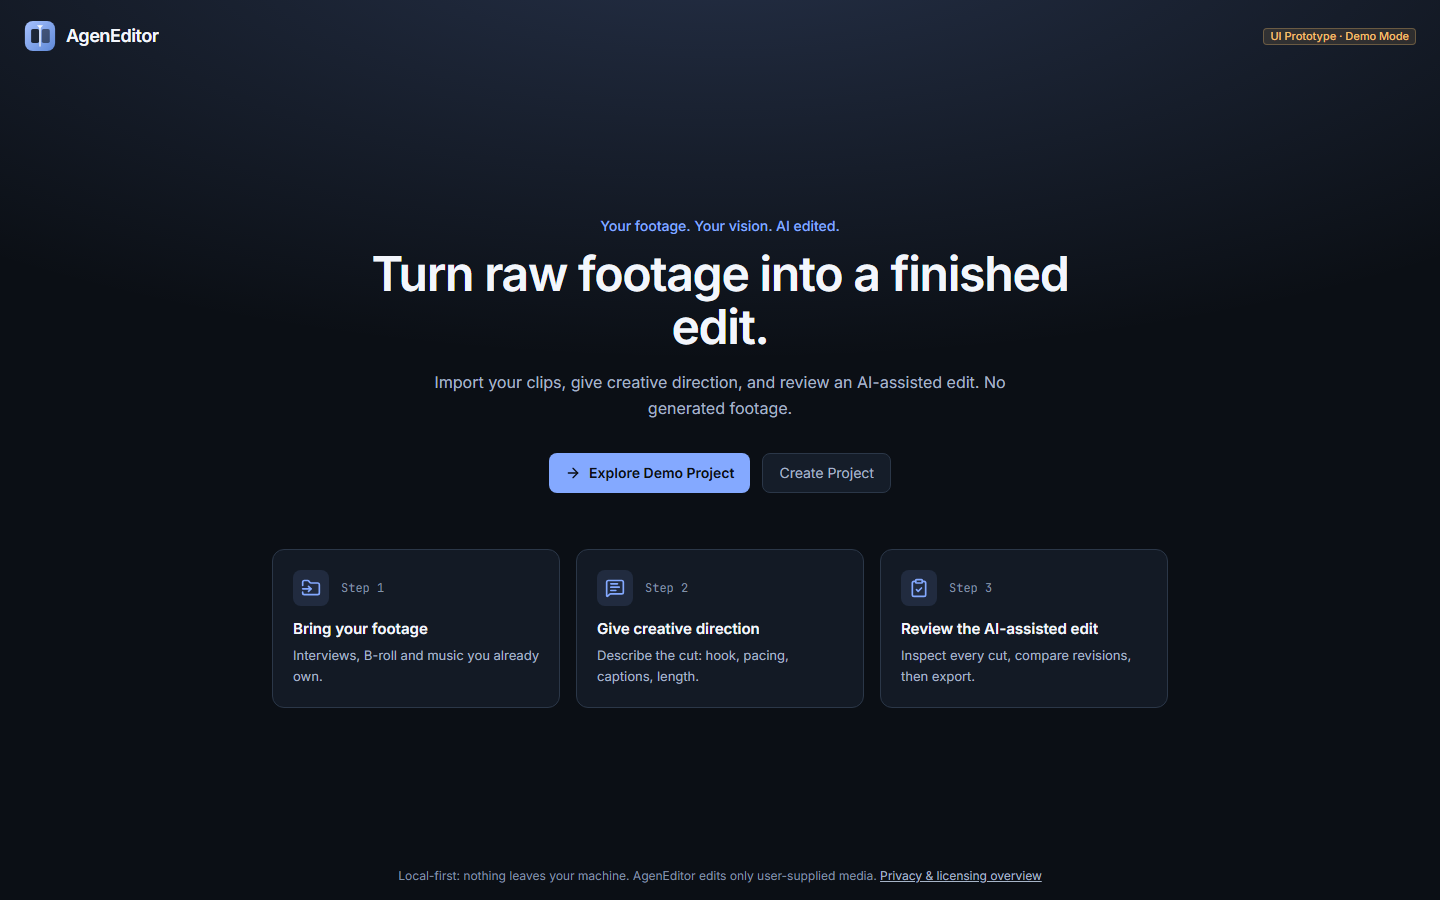 AgenEditor
UI Prototype · Demo Mode
Your footage. Your vision. AI edited.
Turn raw footage into a finished
edit.
Import your clips, give creative direction, and review an AI-assisted edit. No
generated footage.
Explore Demo Project
Create Project
Step 1
Bring your footage
Interviews, B-roll and music you already
own.
Step 2
Give creative direction
Describe the cut: hook, pacing,
captions, length.
Step 3
Review the AI-assisted edit
Inspect every cut, compare revisions,
then export.
Local-first: nothing leaves your machine. AgenEditor edits only user-supplied media. Privacy & licensing overview